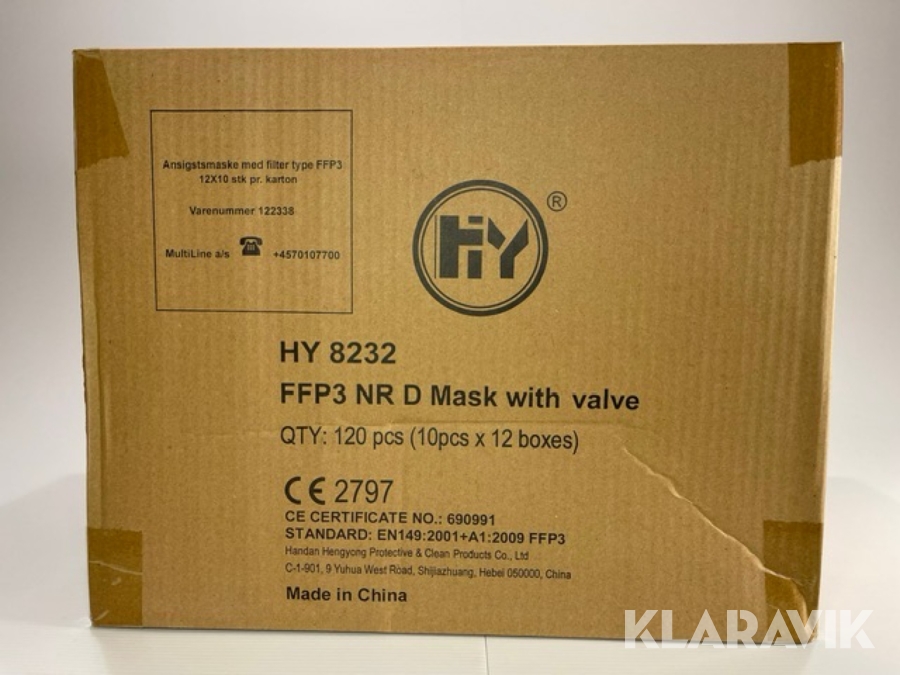 Ansigstsmaske med filter type FFP3
12X10 stk pr. karton
Varenummer 122338
MultiLine a/s ☎ +4570107700
HY ®
HY 8232
FFP3 NR D Mask with valve
QTY: 120 pcs (10pcs x 12 boxes)
CE 2797
CE CERTIFICATE NO.: 690991
STANDARD: EN149:2001+A1:2009 FFP3
Handan Hengyong Protective & Clean Products Co., Ltd
C-1-901, 9 Yuhua West Road, Shijiazhuang, Hebei 050000, China
Made in China
KLARAVIK